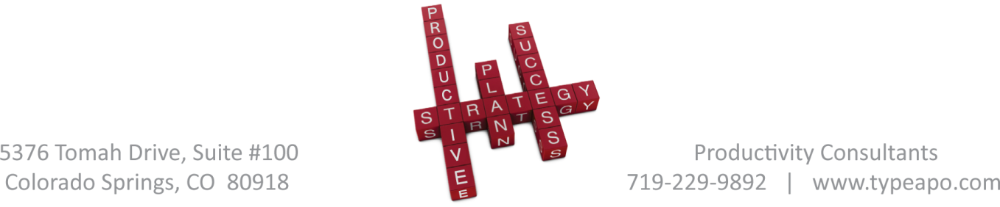 PRODUCTIVE
SUCCESS
PLAN
STRATEGY
5376 Tomah Drive, Suite #100
Colorado Springs, CO  80918
Productivity Consultants
719-229-9892  |  www.typeapo.com